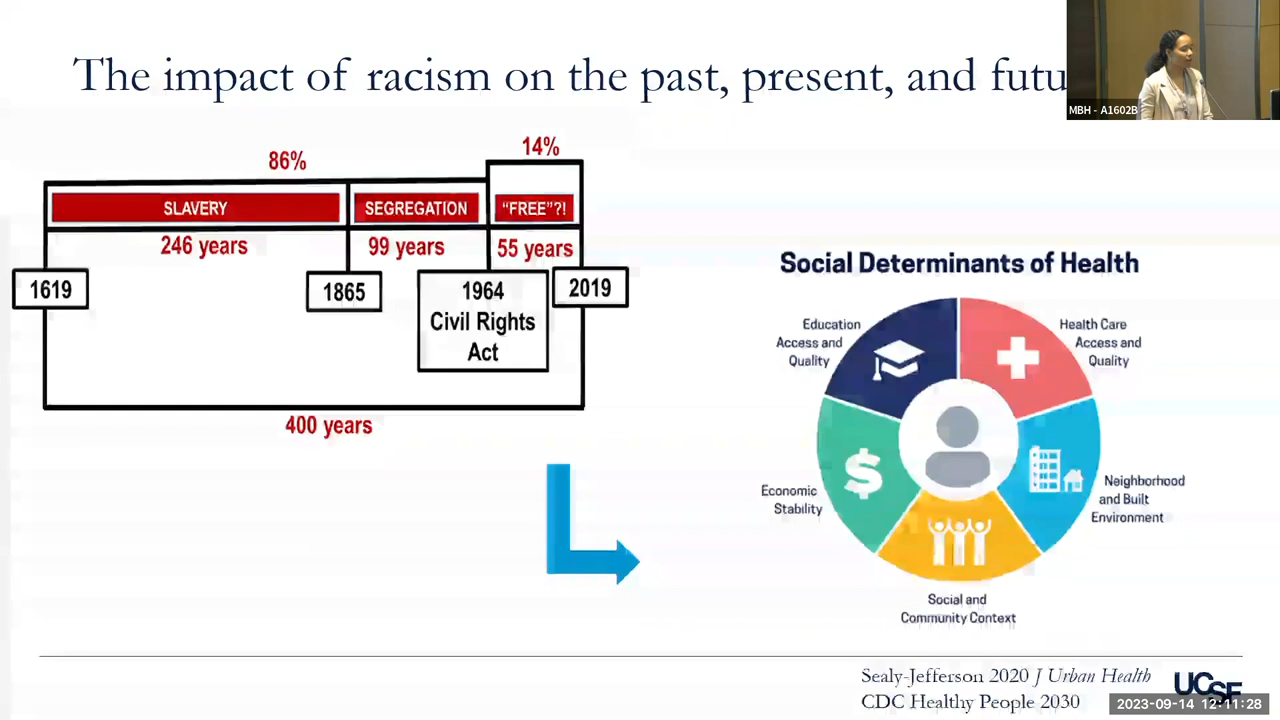 The impact of racism on the past, present, and futu
MBH - A1602B
86%
14%
SLAVERY
SEGREGATION
“FREE”?!
246 years
99 years
55 years
1619
1865
1964
Civil Rights
Act
2019
400 years
Social Determinants of Health
Education
Access and
Quality
Health Care
Access and
Quality
Economic
Stability
Neighborhood
and Built
Environment
Social and
Community Context
Sealy-Jefferson 2020 J Urban Health
CDC Healthy People 2030
UCSF
2023-09-14 12:11:28